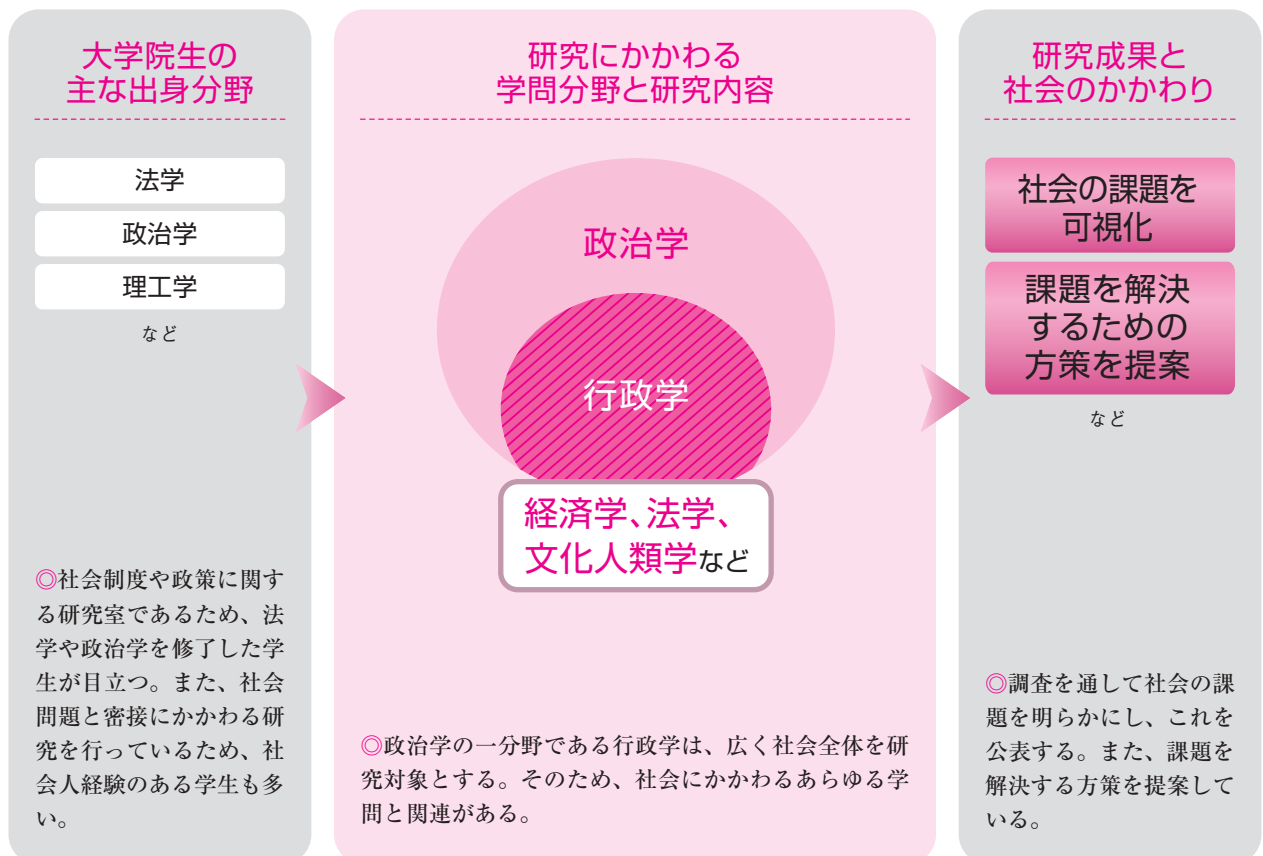 大学院生の
主な出身分野
法学
政治学
理工学
など
◎社会制度や政策に関す
る研究室であるため、法
学や政治学を修了した学
生が目立つ。また、社会
問題と密接にかかわる研
究を行っているため、社
会人経験のある学生も多
い。
研究にかかわる
学問分野と研究内容
政治学
行政学
経済学、法学、
文化人類学など
◎政治学の一分野である行政学は、広く社会全体を研
究対象とする。そのため、社会にかかわるあらゆる学
問と関連がある。
研究成果と
社会のかかわり
社会の課題を
可視化
課題を解決
するための
方策を提案
など
◎調査を通して社会の課
題を明らかにし、これを
公表する。また、課題を
解決する方策を提案して
いる。